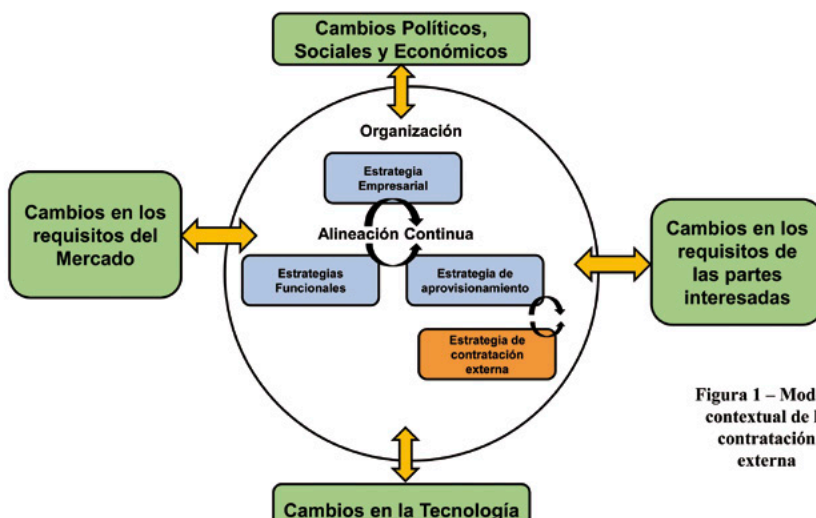 Cambios Políticos,
Sociales y Económicos
Organización
Estrategia
Empresarial
Cambios en los
requisitos del
Mercado
Alineación Continua
Cambios en los
requisitos de
las partes
interesadas
Estrategias
Funcionales
Estrategia de
aprovisionamiento
Estrategia de
contratación
externa
Figura 1 –
contextual de
contratación
externa
Cambios en la Tecnología